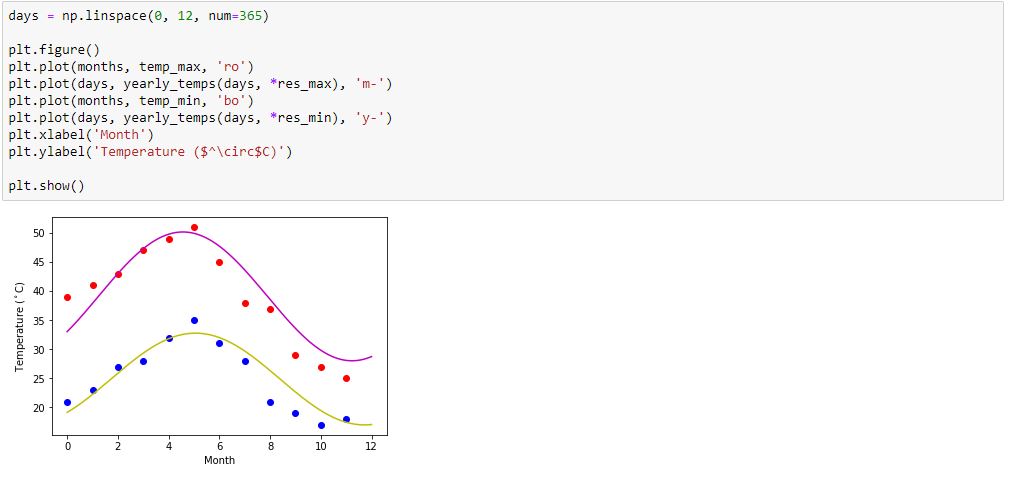 days = np.linspace(0, 12, num=365)
plt.figure()
plt.plot(months, temp_max, 'ro')
plt.plot(days, yearly_temps(days, *res_max), 'm-')
plt.plot(months, temp_min, 'bo')
plt.plot(days, yearly_temps(days, *res_min), 'y-')
plt.xlabel('Month')
plt.ylabel('Temperature ($^\circ$C)')
plt.show()
50
45
40
35
30
25
20
Temperature (°C)
0 2 4 6 8 10 12
Month